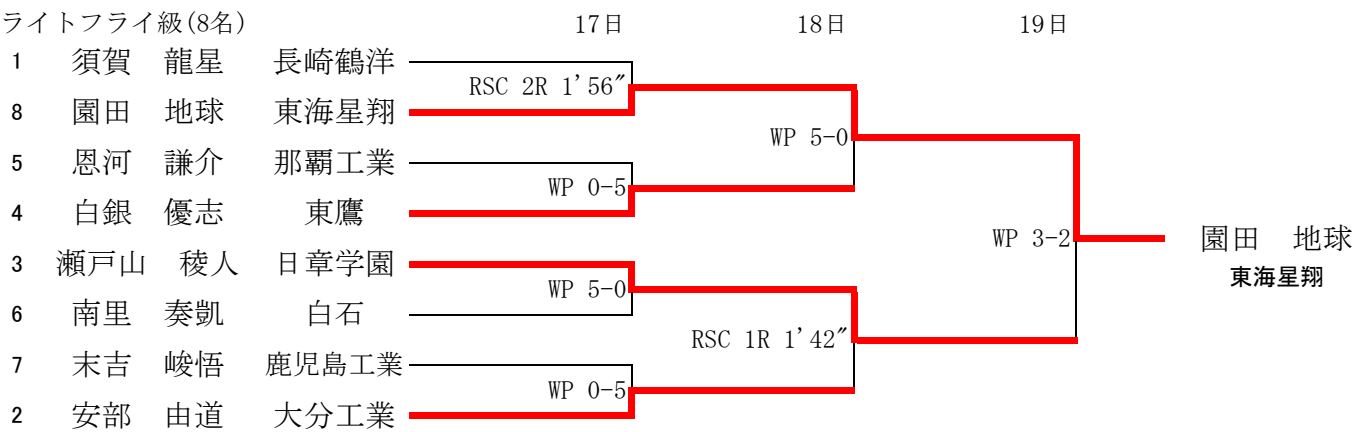 ライトフライ級(8名) 17日 18日 19日
1 須賀 龍星 長崎鶴洋
RSC 2R 1'56″
8 園田 地球 東海星翔
WP 5-0
5 恩河 謙介 那覇工業
WP 0-5
4 白銀 優志 東鷹
WP 3-2 園田 地球
3 瀬戸山 稜人 日章学園
東海星翔
WP 5-0
6 南里 奏凱 白石
RSC 1R 1'42″
7 末吉 峻悟 鹿児島工業
WP 0-5
2 安部 由道 大分工業